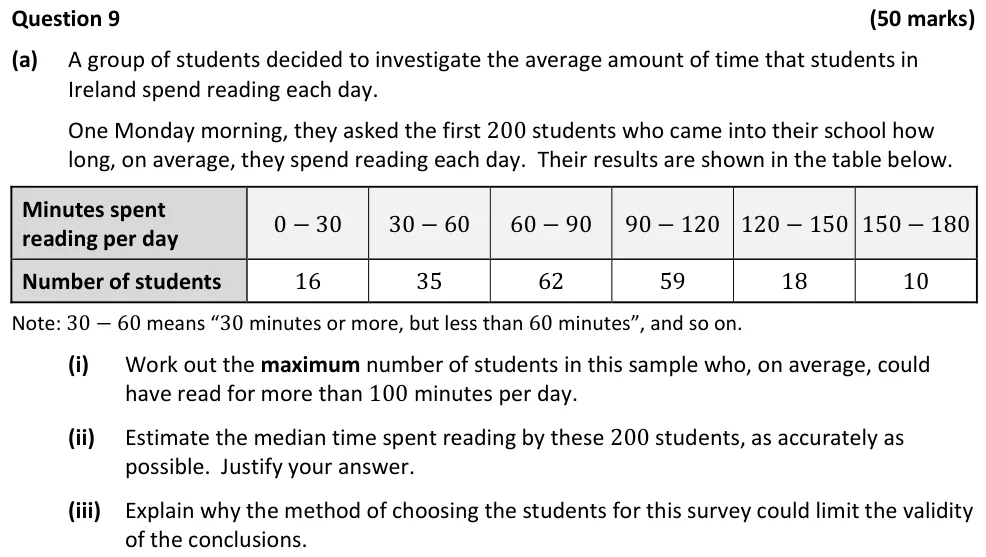 Question 9 (50 marks)
(a) A group of students decided to investigate the average amount of time that students in
Ireland spend reading each day.
One Monday morning, they asked the first 200 students who came into their school how
long, on average, they spend reading each day. Their results are shown in the table below.
Minutes spent
reading per day
0 – 30 30 – 60 60 – 90 90 – 120 120 – 150 150 – 180
Number of students 16 35 62 59 18 10
Note: 30 – 60 means “30 minutes or more, but less than 60 minutes”, and so on.
(i) Work out the maximum number of students in this sample who, on average, could
have read for more than 100 minutes per day.
(ii) Estimate the median time spent reading by these 200 students, as accurately as
possible. Justify your answer.
(iii) Explain why the method of choosing the students for this survey could limit the validity
of the conclusions.